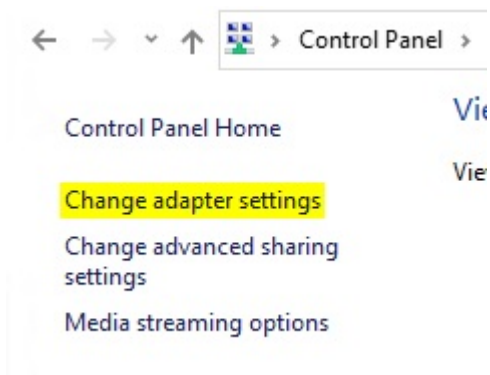 Control Panel
Control Panel Home
Change adapter settings
Change advanced sharing
settings
Media streaming options